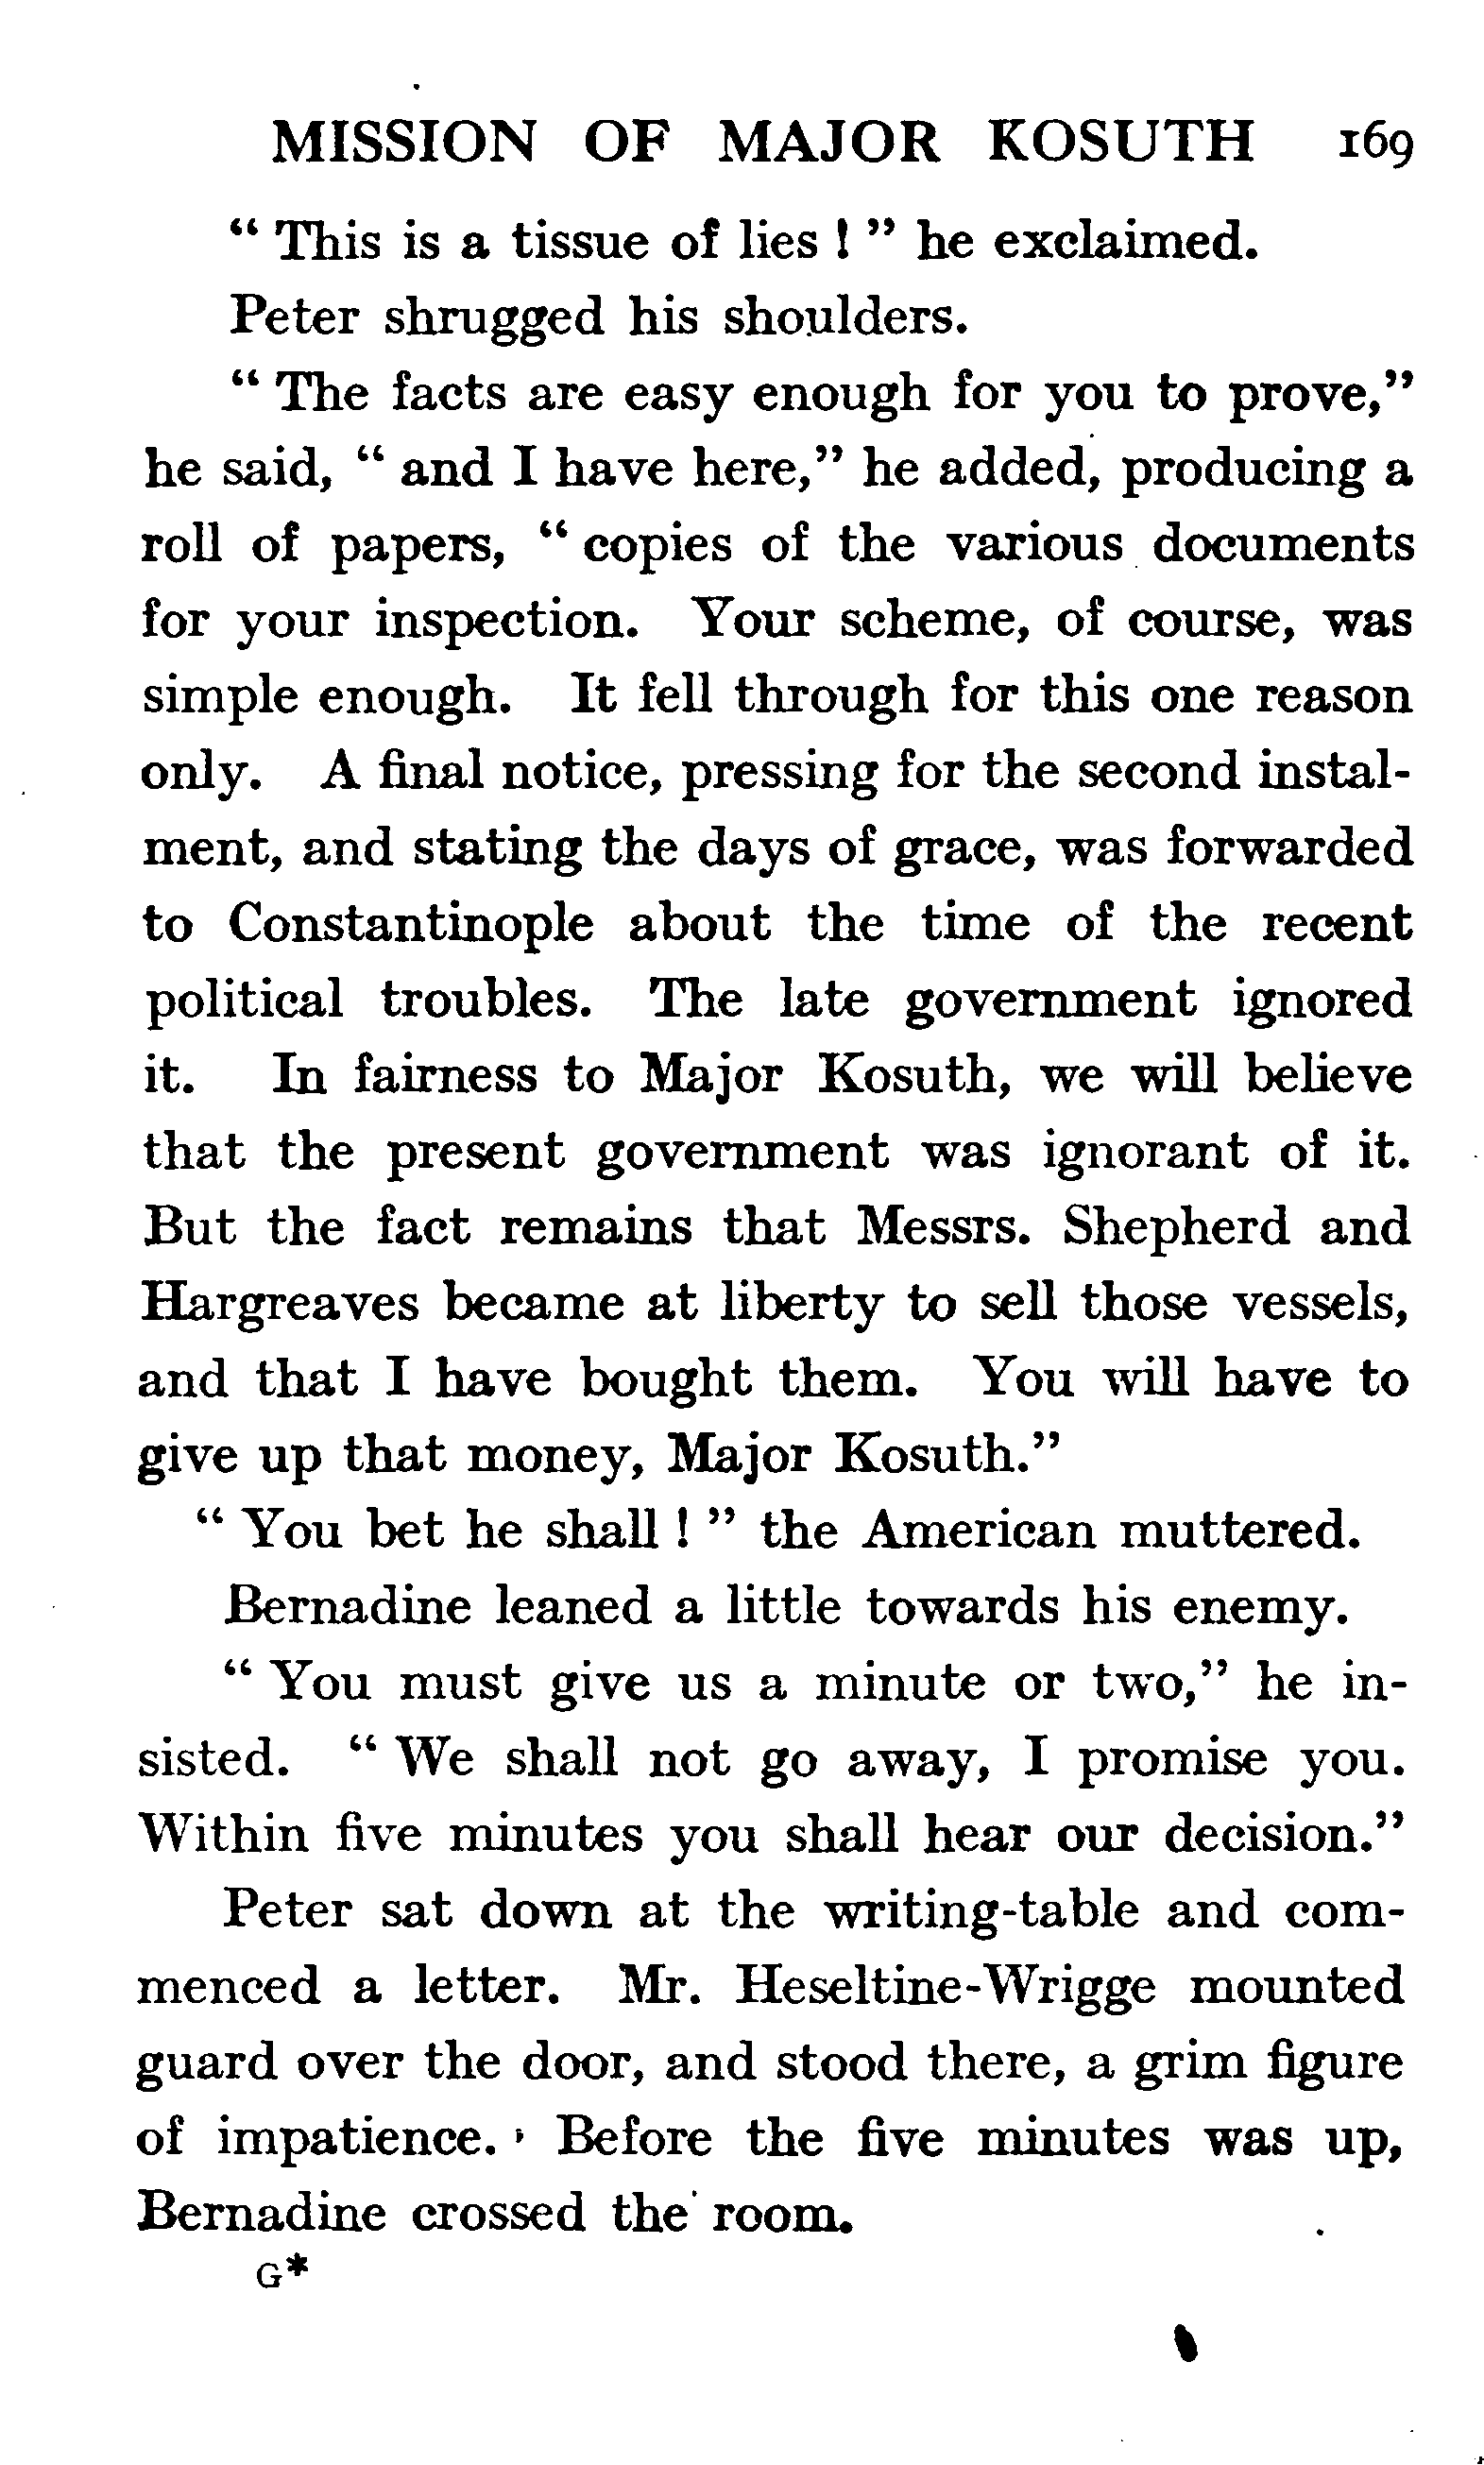 MISSION OF MAJOR KOSUTH 169
“ This is a tissue of lies ! ” he exclaimed.
Peter shrugged his shoulders.
“ The facts are easy enough for you to prove,”
he said, “ and I have here,” he added, producing a
roll of papers, “ copies of the various documents
for your inspection. Your scheme, of course, was
simple enough. It fell through for this one reason
only. A final notice, pressing for the second instal-
ment, and stating the days of grace, was forwarded
to Constantinople about the time of the recent
political troubles. The late government ignored
it. In fairness to Major Kosuth, we will believe
that the present government was ignorant of it.
But the fact remains that Messrs. Shepherd and
Hargreaves became at liberty to sell those vessels,
and that I have bought them. You will have to
give up that money, Major Kosuth.”
“ You bet he shall ! ” the American muttered.
Bernadine leaned a little towards his enemy.
“ You must give us a minute or two,” he in-
sisted. “ We shall not go away, I promise you.
Within five minutes you shall hear our decision.”
Peter sat down at the writing-table and com-
menced a letter. Mr. Heseltine-Wrigge mounted
guard over the door, and stood there, a grim figure
of impatience. Before the five minutes was up,
Bernadine crossed the room.
G*